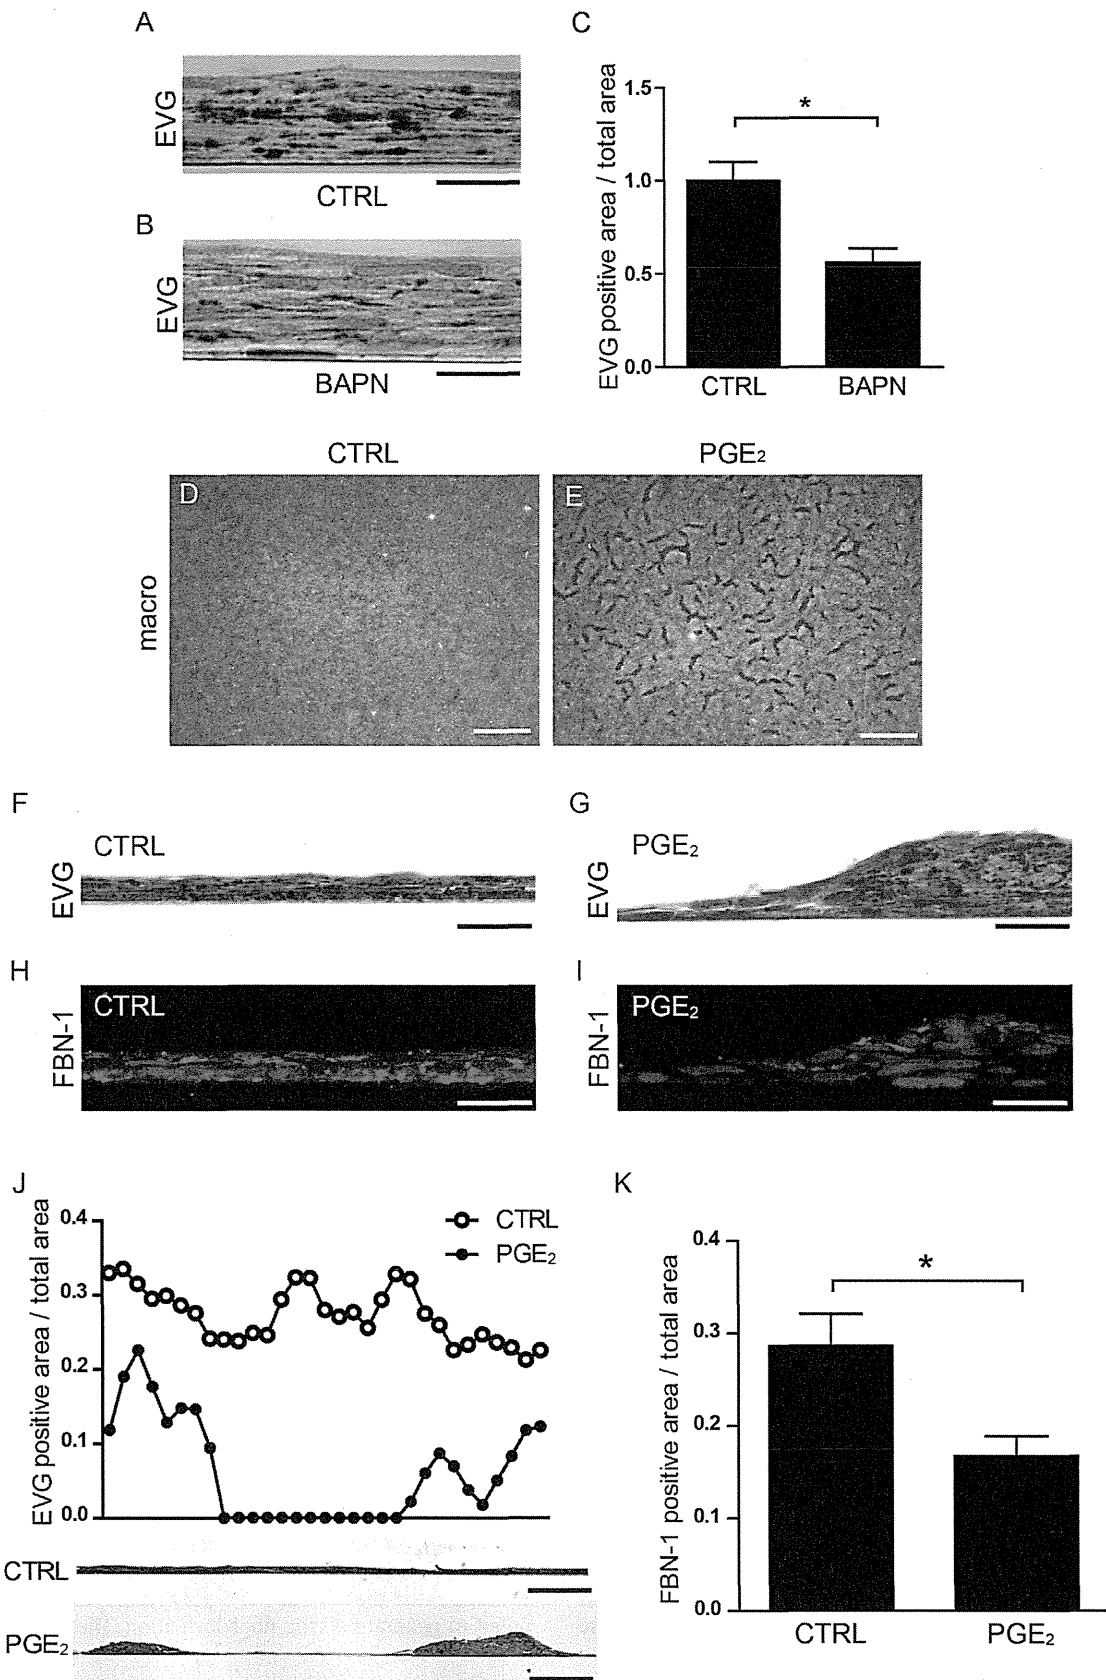 A
EVG
CTRL
B
EVG
BAPN
C
EVG positive area / total area
1.5
1.0
0.5
0.0
*
CTRL
BAPN
CTRL
PGE₂
macro
D
E
F
EVG
CTRL
G
EVG
PGE₂
H
FBN-1
CTRL
I
FBN-1
PGE₂
J
EVG positive area / total area
0.4
0.3
0.2
0.1
0.0
CTRL
PGE₂
CTRL
PGE₂
K
FBN-1 positive area / total area
0.4
0.3
0.2
0.1
0.0
*
CTRL
PGE₂